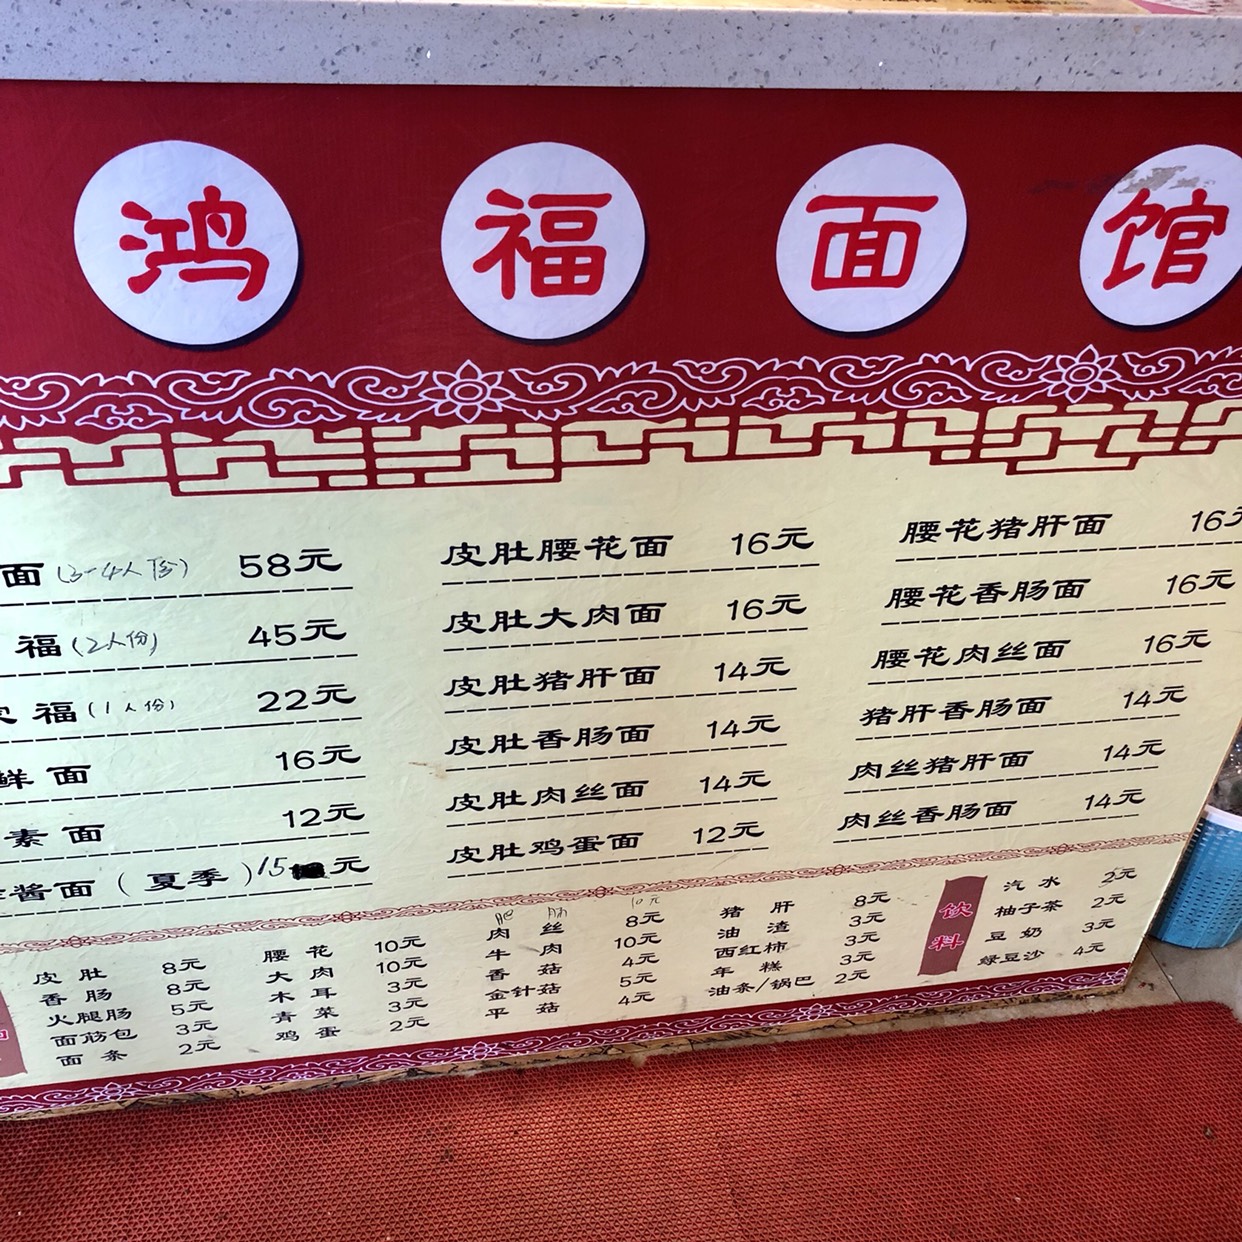 鸿福面馆
面(3-4人份) 58元
福(2人份) 45元
福(1人份) 22元
鲜面 16元
素面 12元
酱面(夏季)15元
皮肚腰花面 16元
皮肚大肉面 16元
皮肚猪肝面 14元
皮肚香肠面 14元
皮肚肉丝面 14元
皮肚鸡蛋面 12元
腰花猪肝面 16元
腰花香肠面 16元
腰花肉丝面 16元
猪肝香肠面 14元
肉丝猪肝面 14元
肉丝香肠面 14元
皮肚 8元
香肠 8元
火腿肠 5元
面筋包 3元
面条 2元
腰花 10元
大肉 10元
木耳 3元
青菜 3元
鸡蛋 2元
肥肠 10元
肉丝 8元
牛肉 10元
香菇 4元
金针菇 5元
平菇 4元
猪肝 8元
油渣 3元
西红柿 3元
年糕 3元
油条/锅巴 2元
饮料
汽水 2元
柚子茶 2元
豆奶 3元
绿豆沙 4元